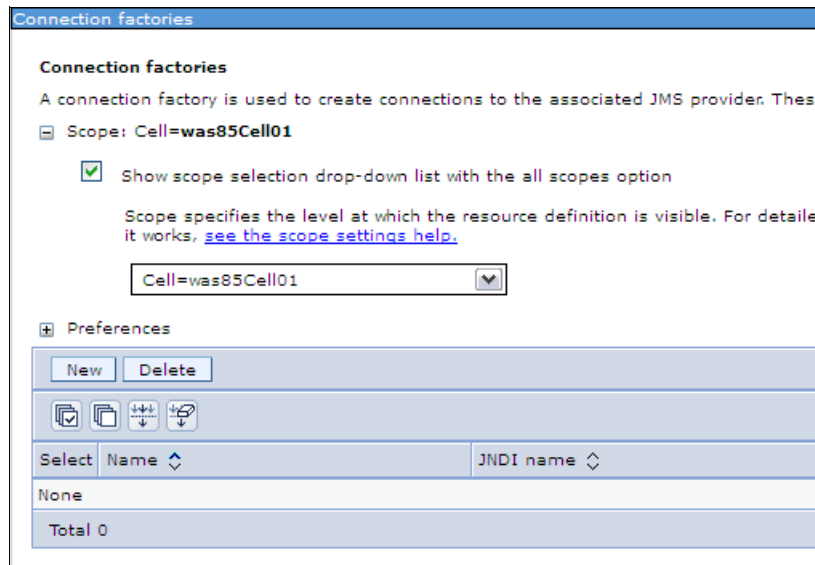 Connection factories
Connection factories
A connection factory is used to create connections to the associated JMS provider. Thes
Scope: Cell=was85Cell01
Show scope selection drop-down list with the all scopes option
Scope specifies the level at which the resource definition is visible. For detaile
it works, see the scope settings help.
Cell=was85Cell01
Preferences
New Delete
Select Name JNDI name
None
Total 0